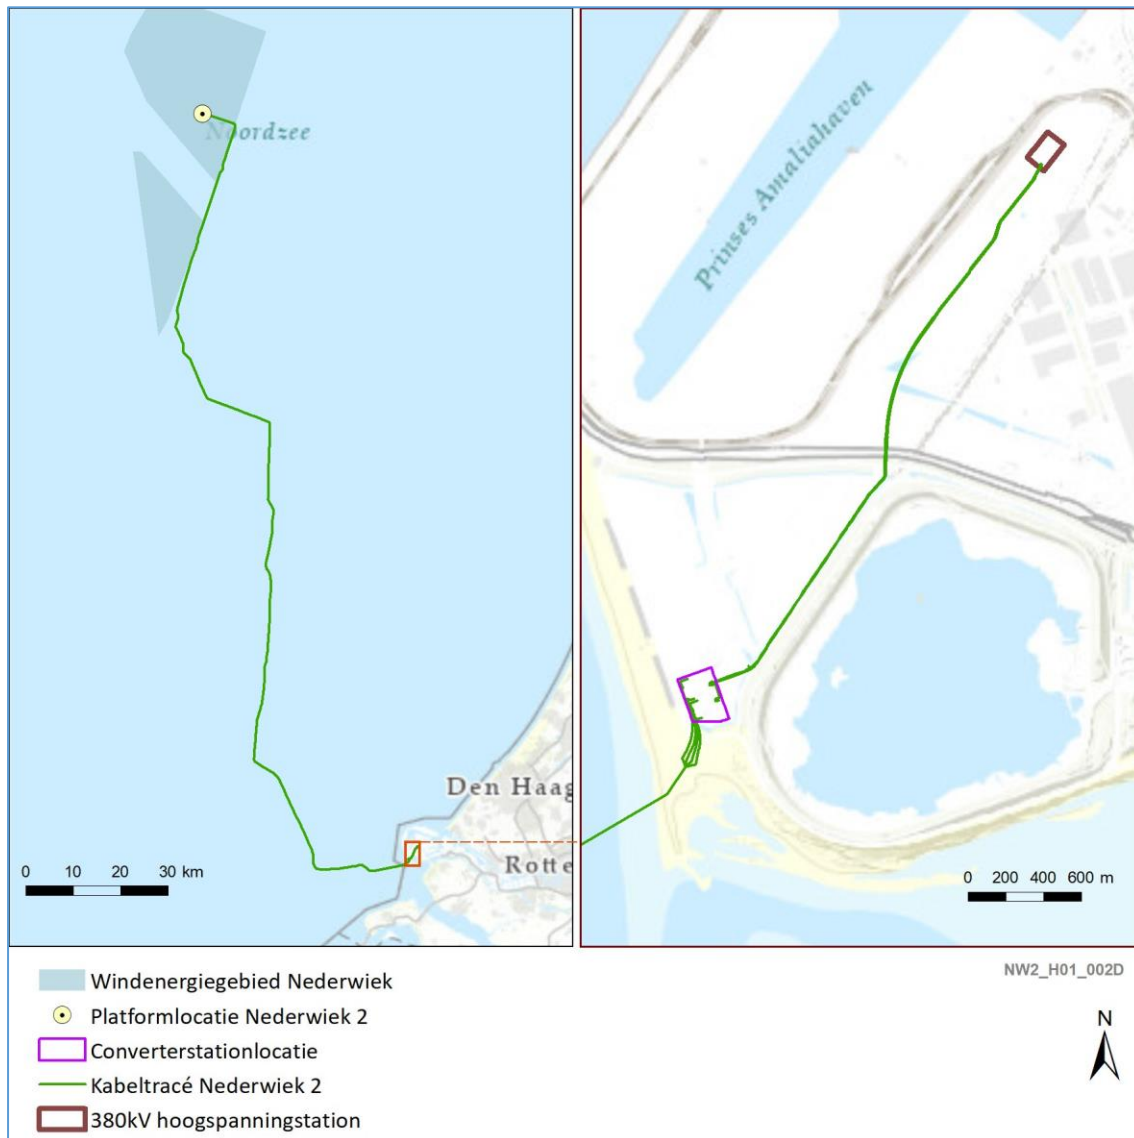 Noordzee
Den Haag
Rotte
0 10 20 30 km
Prinses Amaliahaven
0 200 400 600 m
NW2_H01_002D
N
Windenergiegebied Nederwiek
Platformlocatie Nederwiek 2
Converterstationlocatie
Kabeltracé Nederwiek 2
380kV hoogspanningstation